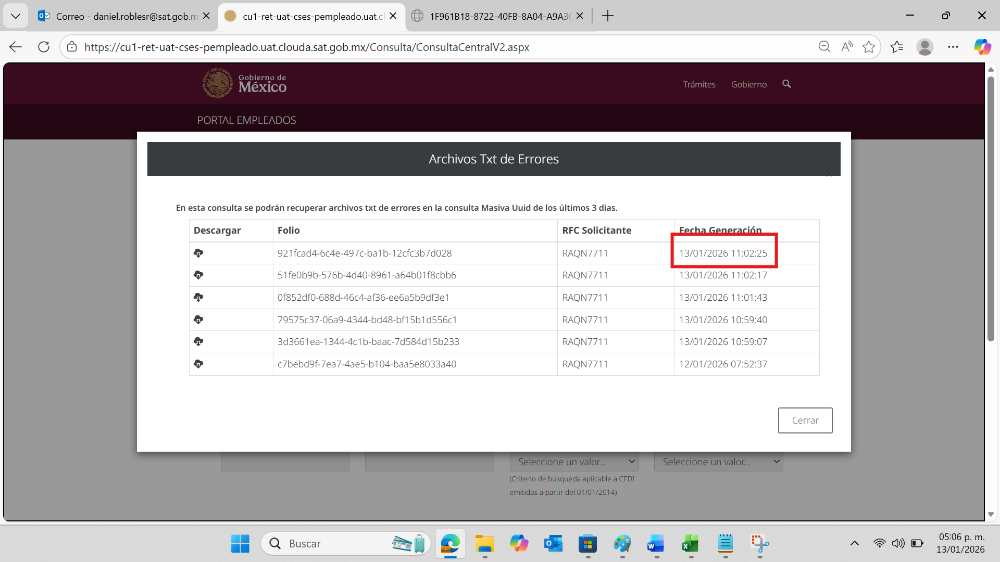 Correo - daniel.roblesr@sat.gob.m
cu1-ret-uat-cses-pempleado.uat.cl
1F961B18-8722-40FB-8A04-A9A3C
https://cu1-ret-uat-cses-pempleado.uat.clouda.sat.gob.mx/Consulta/ConsultaCentralV2.aspx
Gobierno de
México
Trámites
Gobierno
PORTAL EMPLEADOS
Archivos Txt de Errores
En esta consulta se podrán recuperar archivos txt de errores en la consulta Masiva Uuid de los últimos 3 dias.
Descargar Folio RFC Solicitante Fecha Generación
921fcad4-6c4e-497c-ba1b-12cfc3b7d028 RAQN7711 13/01/2026 11:02:25
51fe0b9b-576b-4d40-8961-a64b01f8cbb6 RAQN7711 13/01/2026 11:02:17
0f852df0-688d-46c4-af36-ee6a5b9df3e1 RAQN7711 13/01/2026 11:01:43
79575c37-06a9-4344-bd48-bf15b1d556c1 RAQN7711 13/01/2026 10:59:40
3d3661ea-1344-4c1b-baac-7d584d15b233 RAQN7711 13/01/2026 10:59:07
c7bebd9f-7ea7-4ae5-b104-baa5e8033a40 RAQN7711 12/01/2026 07:52:37
Cerrar
Seleccione un valor...
Seleccione un valor...
(Criterio de búsqueda aplicable a CFDI
emitidas a partir del 01/01/2014)
Buscar
05:06 p. m.
13/01/2026